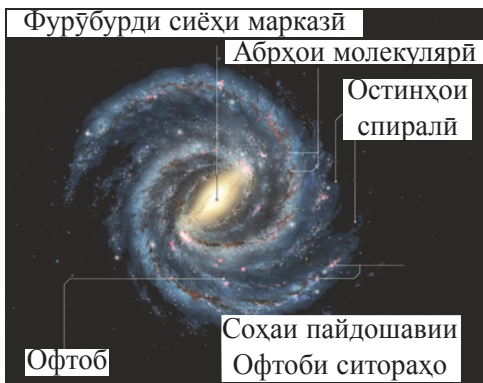 Фурӯбурди сиёҳи марказӣ
Абрҳои молекулярӣ
Остинҳои
спиралӣ
Офтоб
Соҳаи пайдошавии
Офтоби ситораҳо